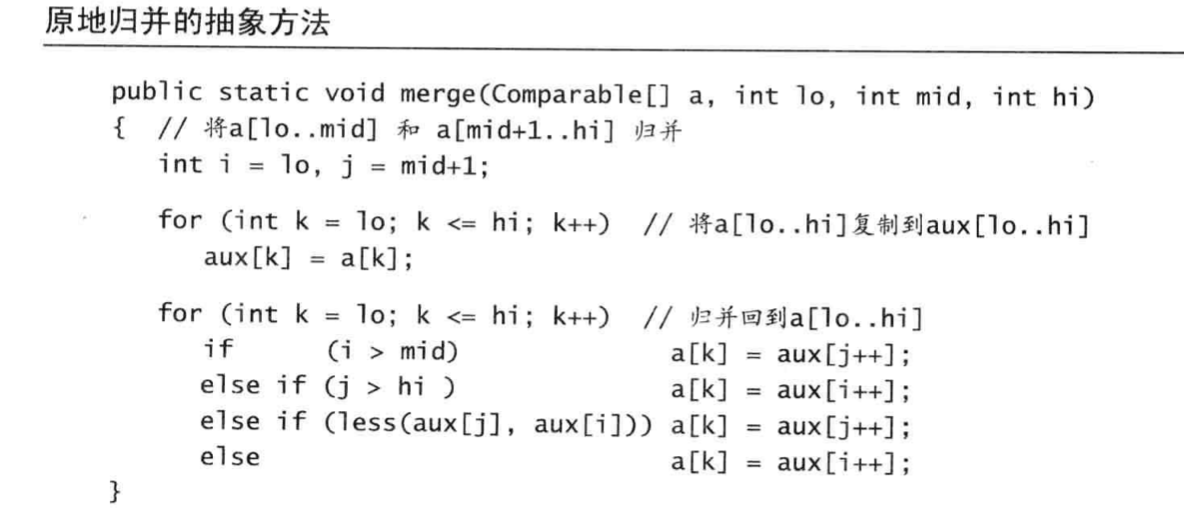 原地归并的抽象方法
public static void merge(Comparable[] a, int lo, int mid, int hi)
{  // 将a[lo..mid] 和 a[mid+1..hi] 归并
   int i = lo, j = mid+1;
   for (int k = lo; k <= hi; k++)  // 将a[lo..hi]复制到aux[lo..hi]
      aux[k] = a[k];
   for (int k = lo; k <= hi; k++)  // 归并回到a[lo..hi]
      if      (i > mid)              a[k] = aux[j++];
      else if (j > hi )              a[k] = aux[i++];
      else if (less(aux[j], aux[i])) a[k] = aux[j++];
      else                           a[k] = aux[i++];
}